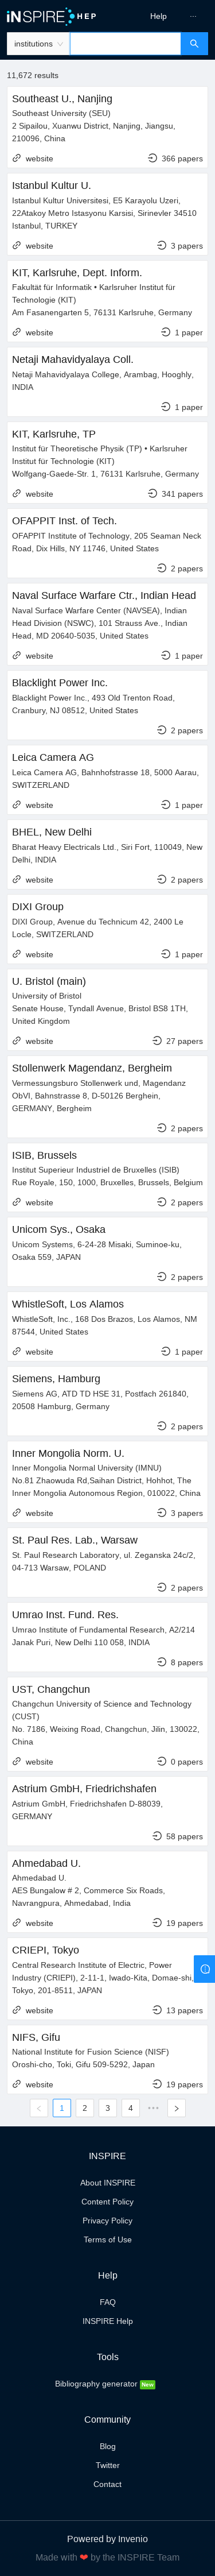 iNSPIRE HEP
Help ...
institutions
11,672 results
Southeast U., Nanjing
Southeast University (SEU)
2 Sipailou, Xuanwu District, Nanjing, Jiangsu,
210096, China
website 366 papers
Istanbul Kultur U.
Istanbul Kultur Universitesi, E5 Karayolu Uzeri,
22Atakoy Metro Istasyonu Karsisi, Sirinevler 34510
Istanbul, TURKEY
website 3 papers
KIT, Karlsruhe, Dept. Inform.
Fakultät für Informatik • Karlsruher Institut für
Technologie (KIT)
Am Fasanengarten 5, 76131 Karlsruhe, Germany
website 1 paper
Netaji Mahavidyalaya Coll.
Netaji Mahavidyalaya College, Arambag, Hooghly,
INDIA
1 paper
KIT, Karlsruhe, TP
Institut für Theoretische Physik (TP) • Karlsruher
Institut für Technologie (KIT)
Wolfgang-Gaede-Str. 1, 76131 Karlsruhe, Germany
website 341 papers
OFAPPIT Inst. of Tech.
OFAPPIT Institute of Technology, 205 Seaman Neck
Road, Dix Hills, NY 11746, United States
2 papers
Naval Surface Warfare Ctr., Indian Head
Naval Surface Warfare Center (NAVSEA), Indian
Head Division (NSWC), 101 Strauss Ave., Indian
Head, MD 20640-5035, United States
website 1 paper
Blacklight Power Inc.
Blacklight Power Inc., 493 Old Trenton Road,
Cranbury, NJ 08512, United States
2 papers
Leica Camera AG
Leica Camera AG, Bahnhofstrasse 18, 5000 Aarau,
SWITZERLAND
website 1 paper
BHEL, New Delhi
Bharat Heavy Electricals Ltd., Siri Fort, 110049, New
Delhi, INDIA
website 2 papers
DIXI Group
DIXI Group, Avenue du Technicum 42, 2400 Le
Locle, SWITZERLAND
website 1 paper
U. Bristol (main)
University of Bristol
Senate House, Tyndall Avenue, Bristol BS8 1TH,
United Kingdom
website 27 papers
Stollenwerk Magendanz, Bergheim
Vermessungsburo Stollenwerk und, Magendanz
ObVI, Bahnstrasse 8, D-50126 Berghein,
GERMANY, Bergheim
2 papers
ISIB, Brussels
Institut Superieur Industriel de Bruxelles (ISIB)
Rue Royale, 150, 1000, Bruxelles, Brussels, Belgium
website 2 papers
Unicom Sys., Osaka
Unicom Systems, 6-24-28 Misaki, Suminoe-ku,
Osaka 559, JAPAN
2 papers
WhistleSoft, Los Alamos
WhistleSoft, Inc., 168 Dos Brazos, Los Alamos, NM
87544, United States
website 1 paper
Siemens, Hamburg
Siemens AG, ATD TD HSE 31, Postfach 261840,
20508 Hamburg, Germany
2 papers
Inner Mongolia Norm. U.
Inner Mongolia Normal University (IMNU)
No.81 Zhaowuda Rd,Saihan District, Hohhot, The
Inner Mongolia Autonomous Region, 010022, China
website 3 papers
St. Paul Res. Lab., Warsaw
St. Paul Research Laboratory, ul. Zeganska 24c/2,
04-713 Warsaw, POLAND
2 papers
Umrao Inst. Fund. Res.
Umrao Institute of Fundamental Research, A2/214
Janak Puri, New Delhi 110 058, INDIA
8 papers
UST, Changchun
Changchun University of Science and Technology
(CUST)
No. 7186, Weixing Road, Changchun, Jilin, 130022,
China
website 0 papers
Astrium GmbH, Friedrichshafen
Astrium GmbH, Friedrichshafen D-88039,
GERMANY
58 papers
Ahmedabad U.
Ahmedabad U.
AES Bungalow # 2, Commerce Six Roads,
Navrangpura, Ahmedabad, India
website 19 papers
CRIEPI, Tokyo
Central Research Institute of Electric, Power
Industry (CRIEPI), 2-11-1, Iwado-Kita, Domae-shi,
Tokyo, 201-8511, JAPAN
website 13 papers
NIFS, Gifu
National Institute for Fusion Science (NISF)
Oroshi-cho, Toki, Gifu 509-5292, Japan
website 19 papers
< 1 2 3 4 ••• >
INSPIRE
About INSPIRE
Content Policy
Privacy Policy
Terms of Use
Help
FAQ
INSPIRE Help
Tools
Bibliography generator New
Community
Blog
Twitter
Contact
Powered by Invenio
Made with ❤ by the INSPIRE Team